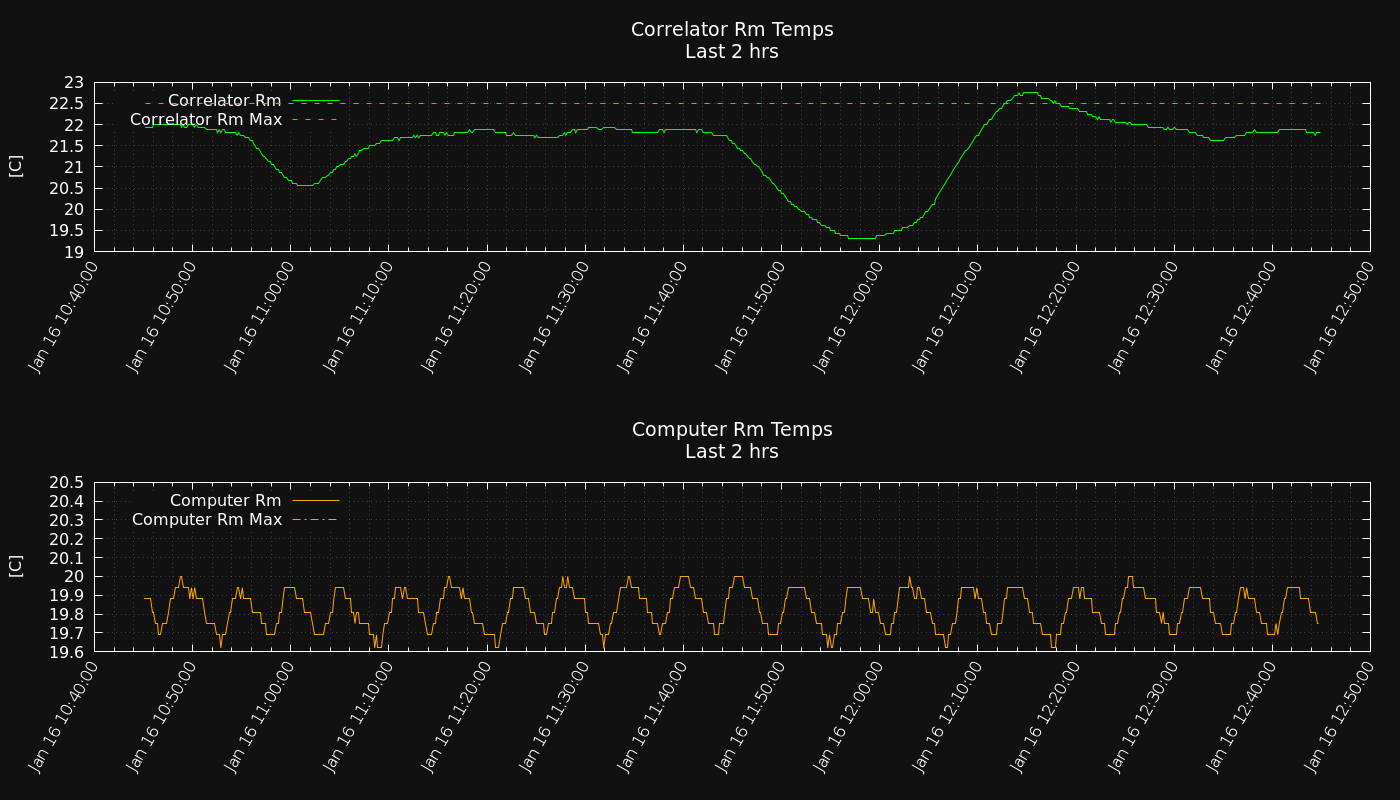 Correlator Rm Temps
Last 2 hrs
23
22.5
22
21.5
21
20.5
20
19.5
19
[C]
Correlator Rm
Correlator Rm Max
Jan 16 10:40:00
Jan 16 10:50:00
Jan 16 11:00:00
Jan 16 11:10:00
Jan 16 11:20:00
Jan 16 11:30:00
Jan 16 11:40:00
Jan 16 11:50:00
Jan 16 12:00:00
Jan 16 12:10:00
Jan 16 12:20:00
Jan 16 12:30:00
Jan 16 12:40:00
Jan 16 12:50:00
Computer Rm Temps
Last 2 hrs
20.5
20.4
20.3
20.2
20.1
20
19.9
19.8
19.7
19.6
[C]
Computer Rm
Computer Rm Max
Jan 16 10:40:00
Jan 16 10:50:00
Jan 16 11:00:00
Jan 16 11:10:00
Jan 16 11:20:00
Jan 16 11:30:00
Jan 16 11:40:00
Jan 16 11:50:00
Jan 16 12:00:00
Jan 16 12:10:00
Jan 16 12:20:00
Jan 16 12:30:00
Jan 16 12:40:00
Jan 16 12:50:00